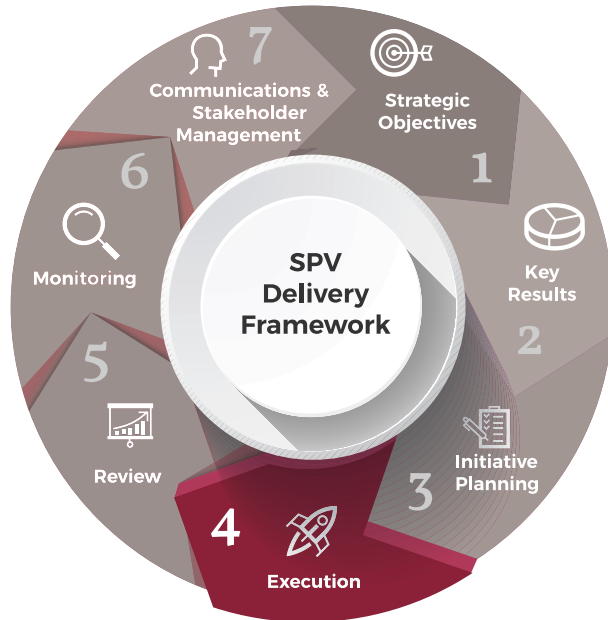 SPV
Delivery
Framework
1
Strategic
Objectives
2
Key
Results
3
Initiative
Planning
4
Execution
5
Review
6
Monitoring
7
Communications &
Stakeholder
Management